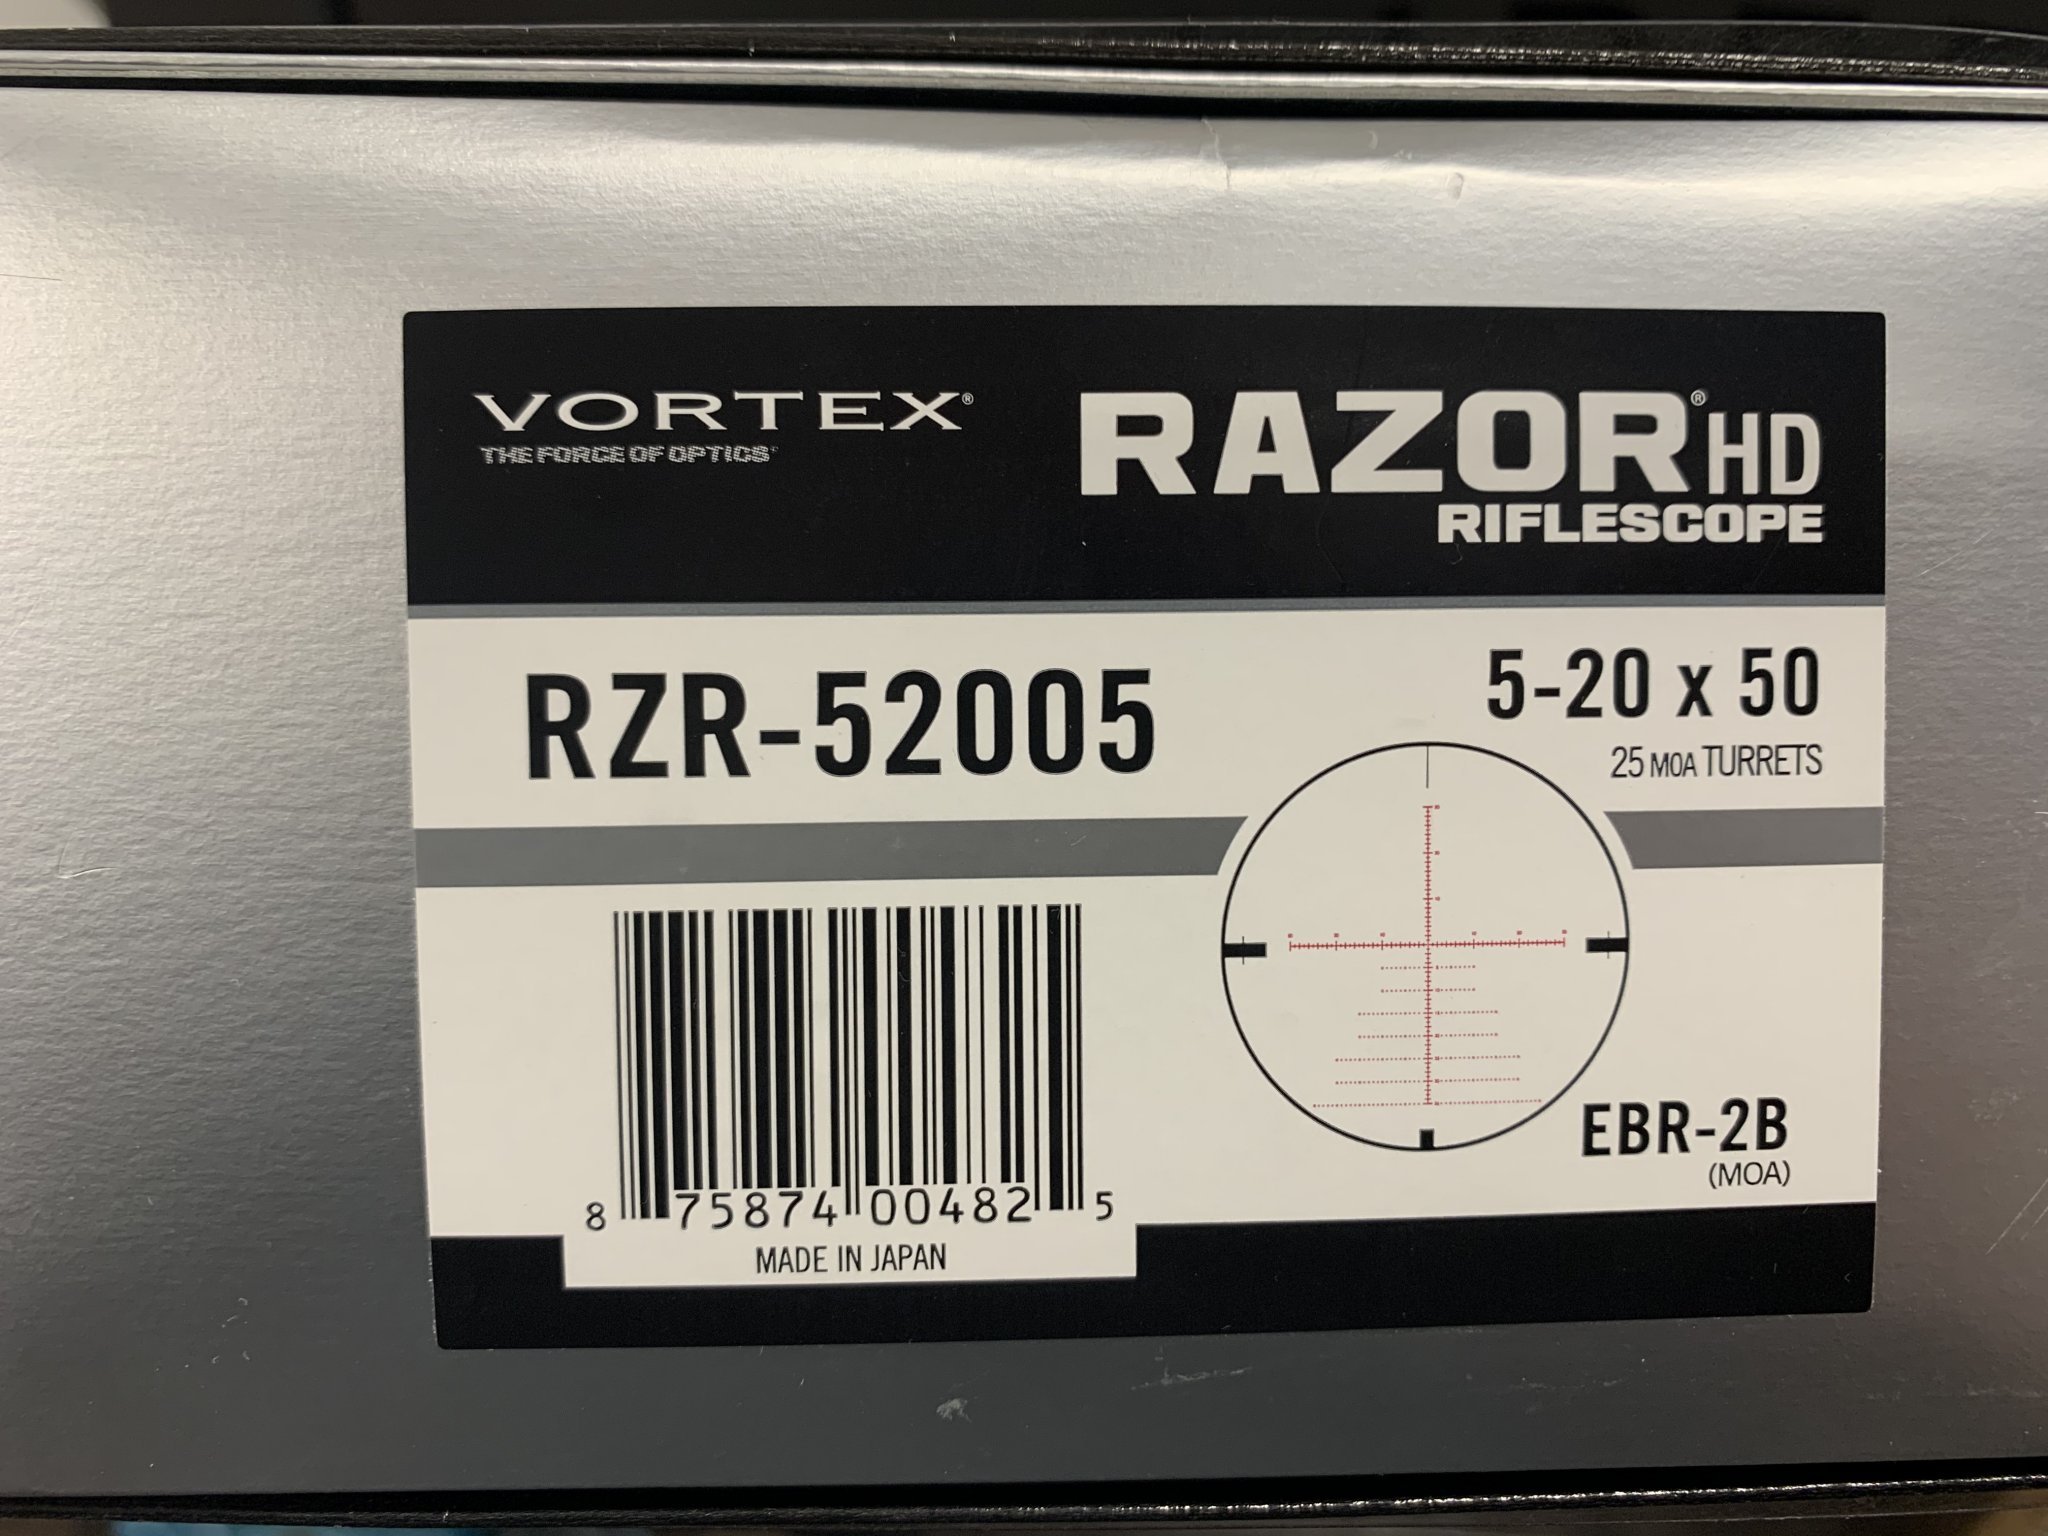 VORTEX®
THE FORCE OF OPTICS®
RAZOR® HD
RIFLESCOPE
RZR-52005
5-20 x 50
25 MOA TURRETS
EBR-2B
(MOA)
8 75874 00482 5
MADE IN JAPAN